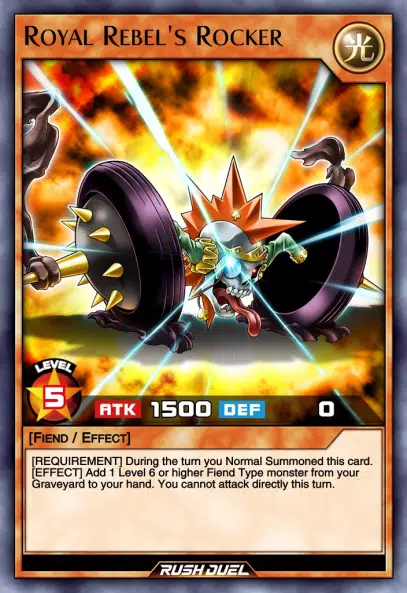 Royal Rebel's Rocker
光
LEVEL
5
ATK 1500 DEF 0
[Fiend / Effect]
[REQUIREMENT] During the turn you Normal Summoned this card.
[EFFECT] Add 1 Level 6 or higher Fiend Type monster from your
Graveyard to your hand. You cannot attack directly this turn.
RUSH DUEL